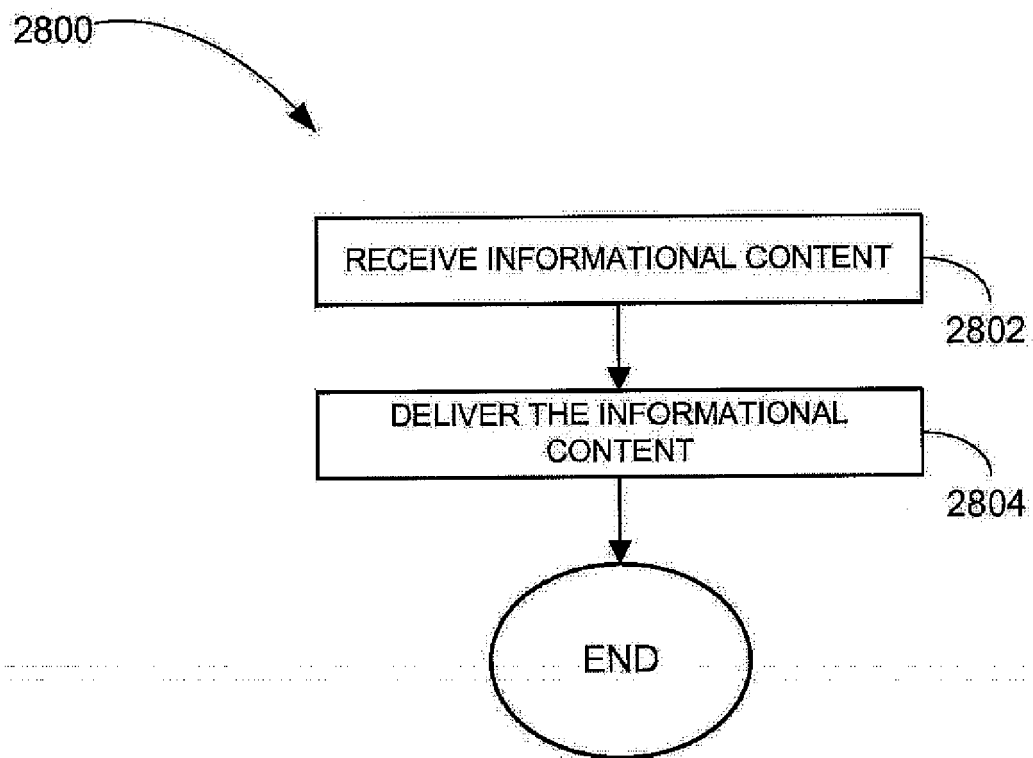 2800
RECEIVE INFORMATIONAL CONTENT
2802
DELIVER THE INFORMATIONAL
CONTENT
2804
END